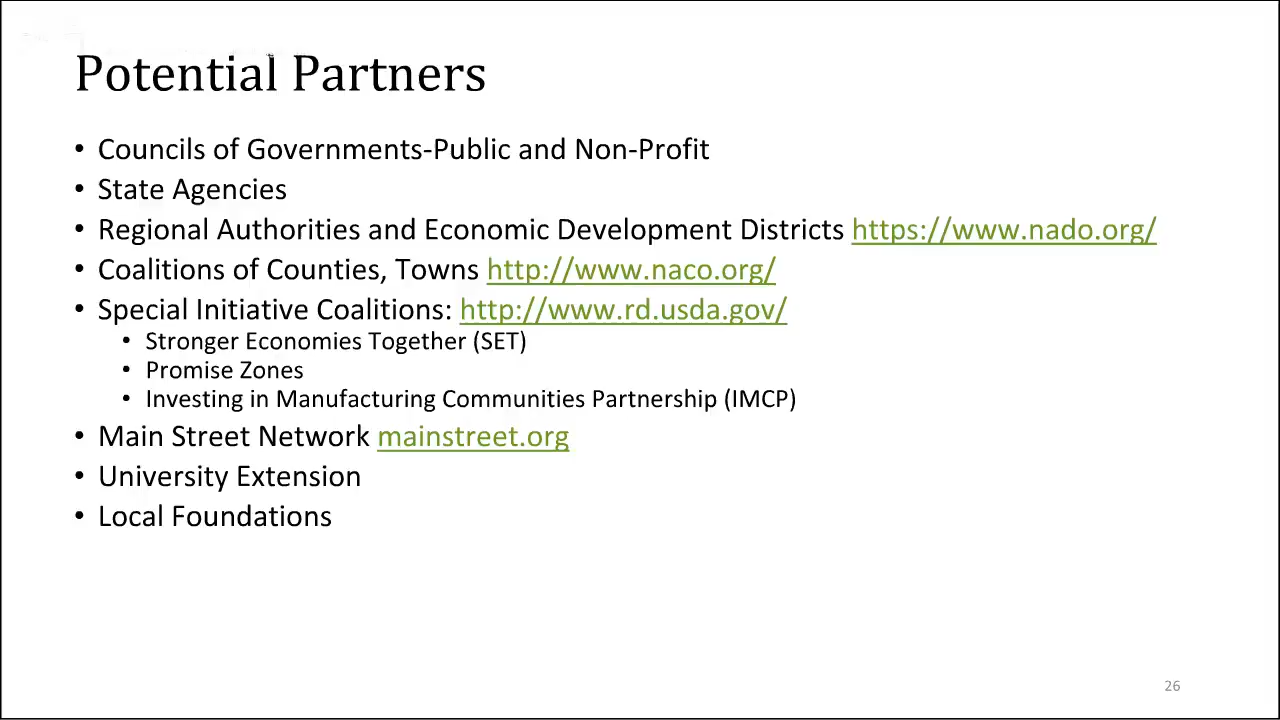 Potential Partners
• Councils of Governments-Public and Non-Profit
• State Agencies
• Regional Authorities and Economic Development Districts https://www.nado.org/
• Coalitions of Counties, Towns http://www.naco.org/
• Special Initiative Coalitions: http://www.rd.usda.gov/
• Stronger Economies Together (SET)
• Promise Zones
• Investing in Manufacturing Communities Partnership (IMCP)
• Main Street Network mainstreet.org
• University Extension
• Local Foundations
26